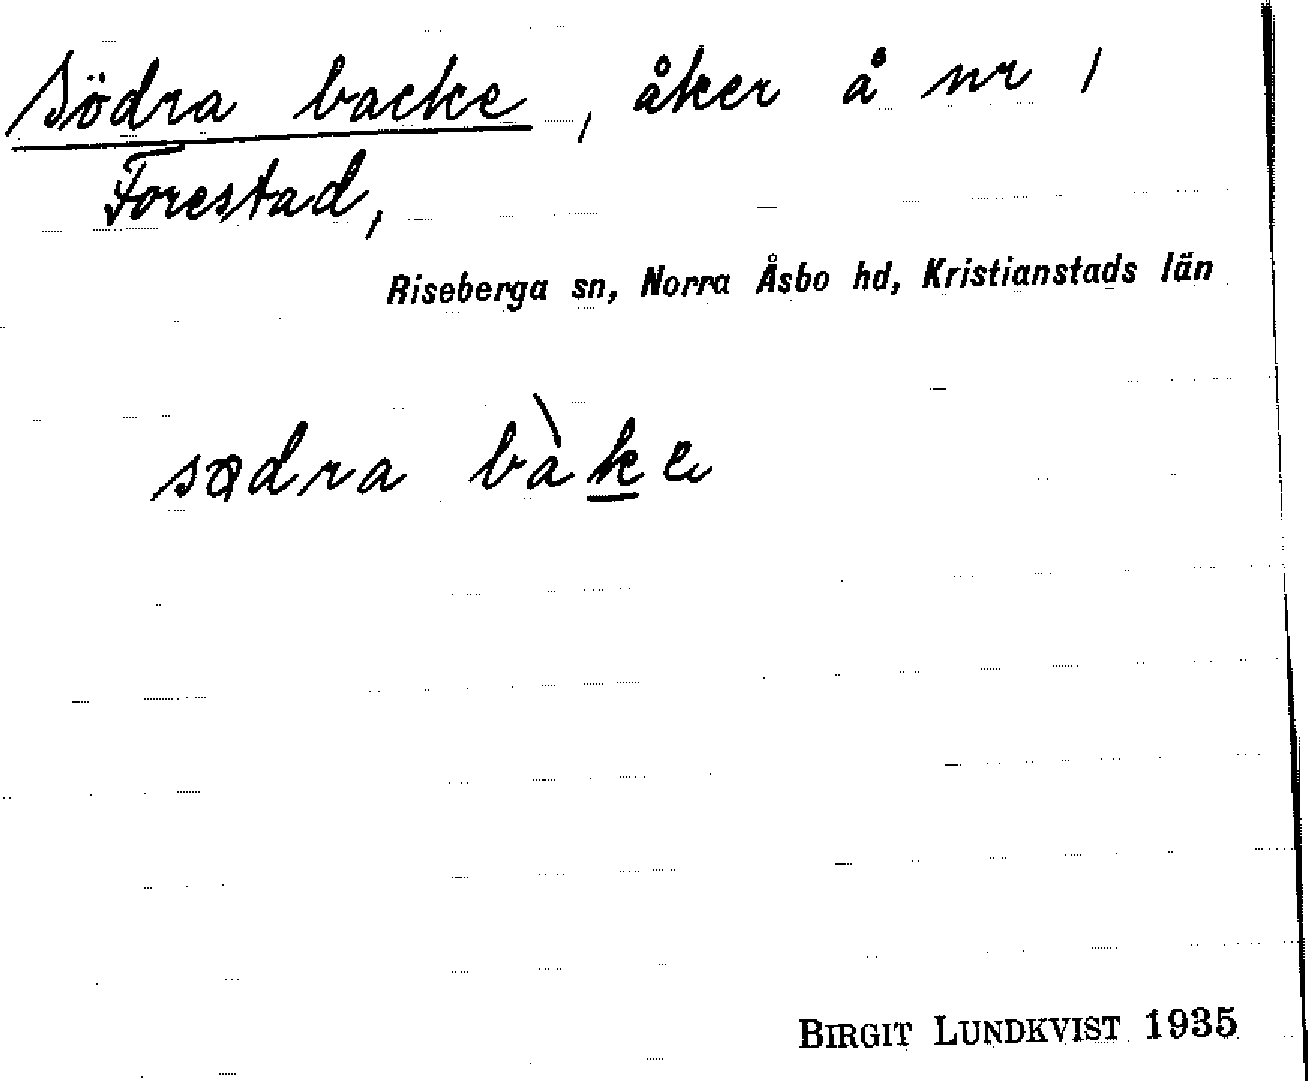 Södra backe, åker å nr 1
Forestad,
Riseberga sn, Norra Åsbo hd, Kristianstads län
sødra bàke
BIRGIT LUNDKVIST 1935